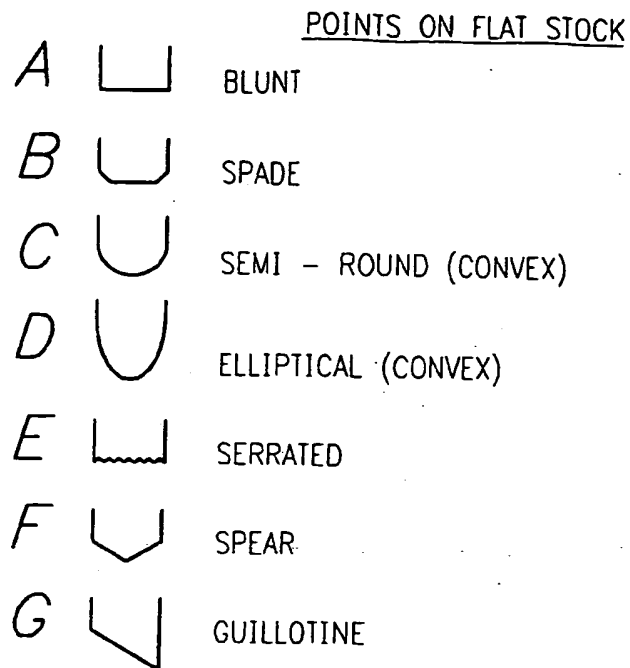 POINTS ON FLAT STOCK
A BLUNT
B SPADE
C SEMI - ROUND (CONVEX)
D ELLIPTICAL (CONVEX)
E SERRATED
F SPEAR
G GUILLOTINE